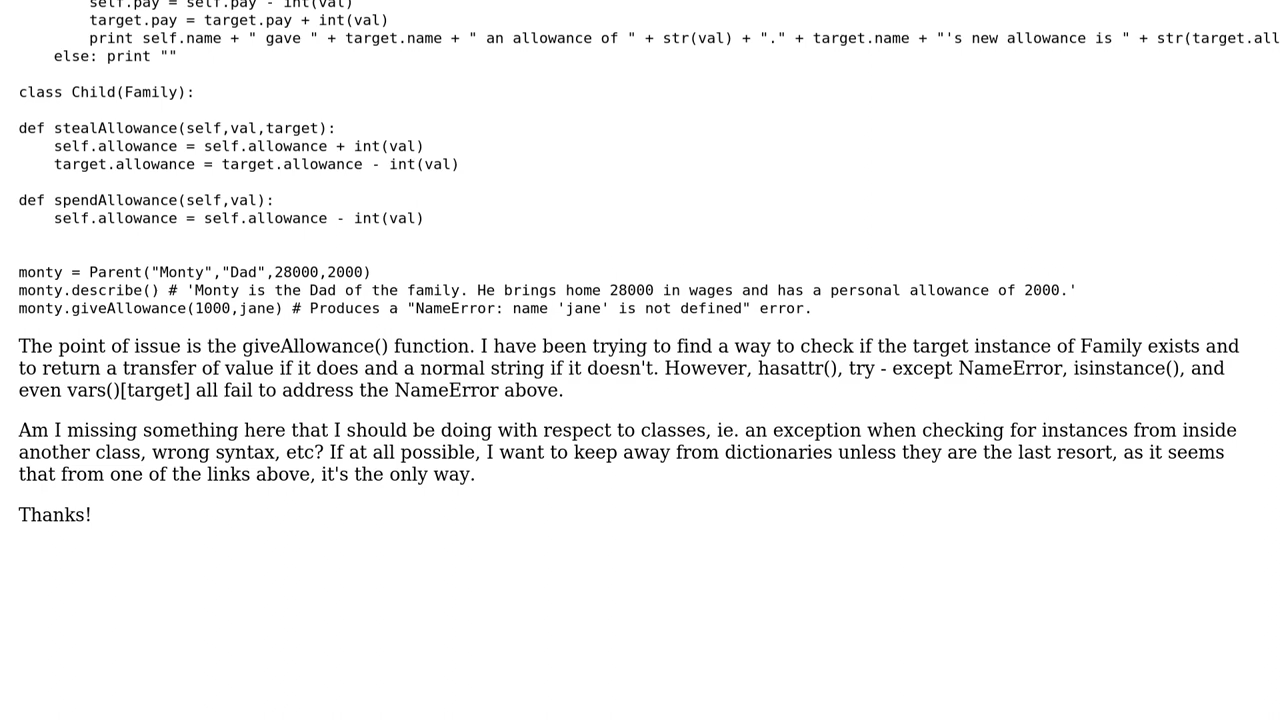 self.pay = self.pay - int(val)
target.pay = target.pay + int(val)
print self.name + " gave " + target.name + " an allowance of " + str(val) + "." + target.name + "'s new allowance is " + str(target.all
else: print ""
class Child(Family):
def stealAllowance(self,val,target):
self.allowance = self.allowance + int(val)
target.allowance = target.allowance - int(val)
def spendAllowance(self,val):
self.allowance = self.allowance - int(val)
monty = Parent("Monty","Dad",28000,2000)
monty.describe() # 'Monty is the Dad of the family. He brings home 28000 in wages and has a personal allowance of 2000.'
monty.giveAllowance(1000,jane) # Produces a "NameError: name 'jane' is not defined" error.
The point of issue is the giveAllowance() function. I have been trying to find a way to check if the target instance of Family exists and
to return a transfer of value if it does and a normal string if it doesn't. However, hasattr(), try - except NameError, isinstance(), and
even vars()[target] all fail to address the NameError above.
Am I missing something here that I should be doing with respect to classes, ie. an exception when checking for instances from inside
another class, wrong syntax, etc? If at all possible, I want to keep away from dictionaries unless they are the last resort, as it seems
that from one of the links above, it's the only way.
Thanks!